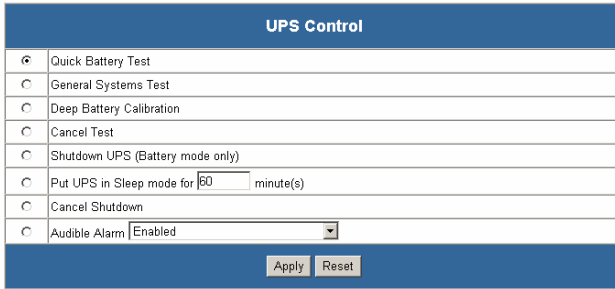 UPS Control
Quick Battery Test
General Systems Test
Deep Battery Calibration
Cancel Test
Shutdown UPS (Battery mode only)
Put UPS in Sleep mode for 60 minute(s)
Cancel Shutdown
Audible Alarm Enabled
Apply Reset